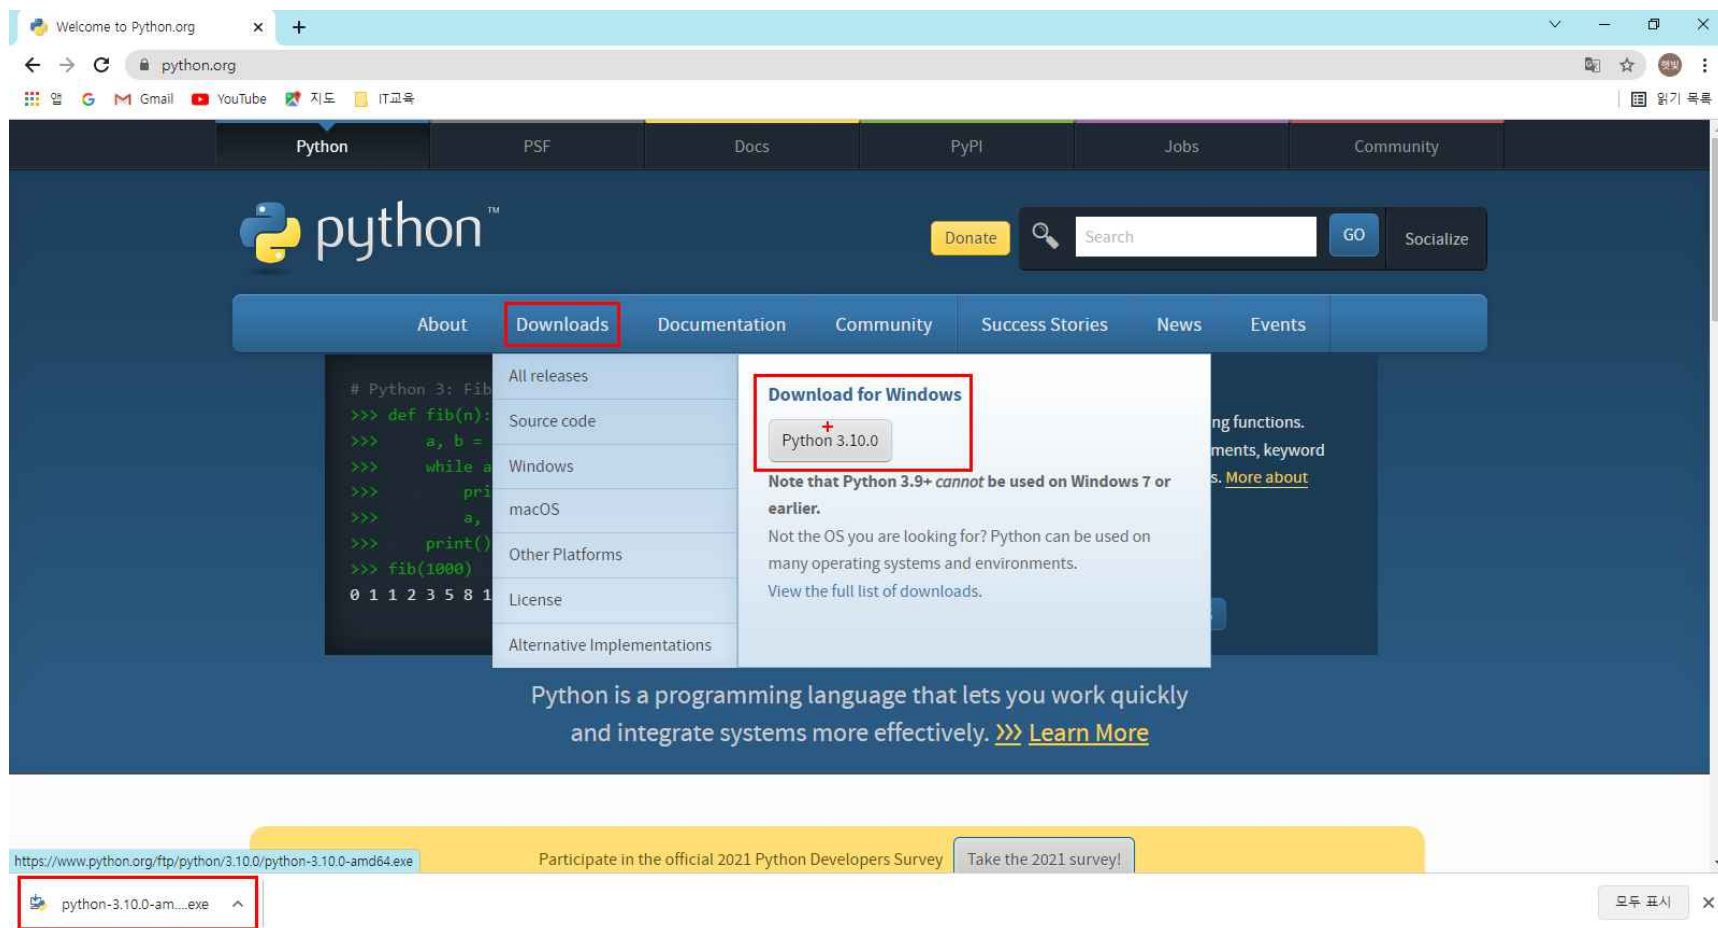 Welcome to Python.org
python.org
앱 Gmail YouTube 지도 IT교육 읽기 목록
Python PSF Docs PyPI Jobs Community
python™
Donate Search GO Socialize
About Downloads Documentation Community Success Stories News Events
# Python 3: Fib
>>> def fib(n):
>>> a, b =
>>> while a
>>> pri
>>> a,
>>> print()
>>> fib(1000)
0 1 1 2 3 5 8 1
All releases
Source code
Windows
macOS
Other Platforms
License
Alternative Implementations
Download for Windows
Python 3.10.0
Note that Python 3.9+ cannot be used on Windows 7 or
earlier.
Not the OS you are looking for? Python can be used on
many operating systems and environments.
View the full list of downloads.
ng functions.
ments, keyword
s. More about
Python is a programming language that lets you work quickly
and integrate systems more effectively. >>> Learn More
Participate in the official 2021 Python Developers Survey Take the 2021 survey!
https://www.python.org/ftp/python/3.10.0/python-3.10.0-amd64.exe
python-3.10.0-am....exe 모두 표시